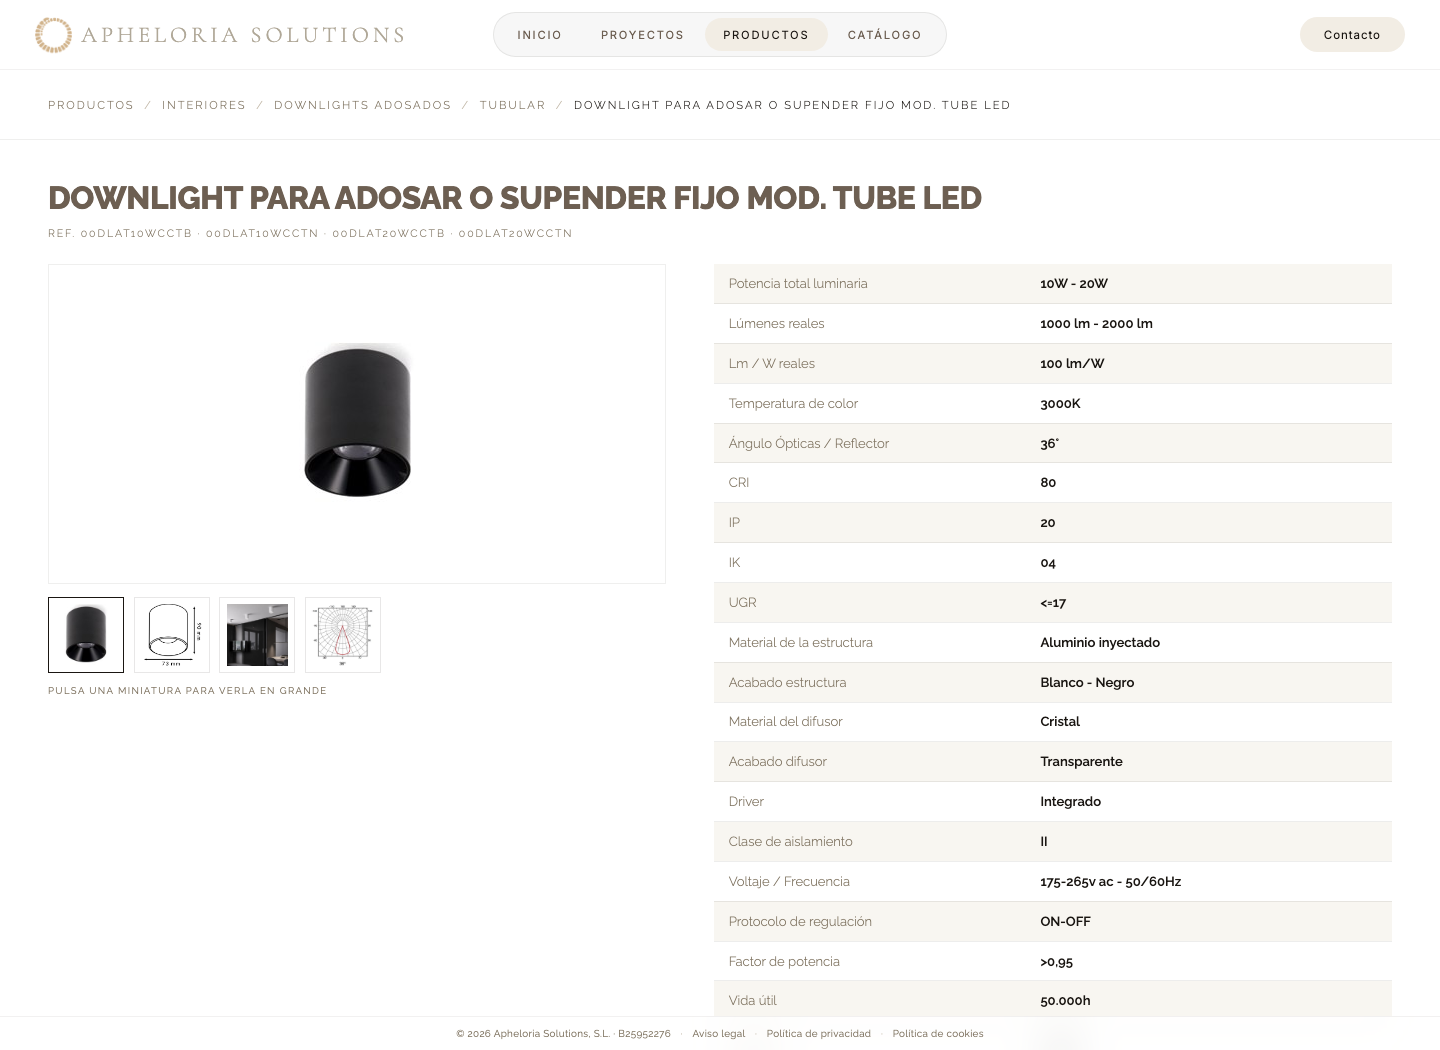 APHELORIA SOLUTIONS
INICIO
PROYECTOS
PRODUCTOS
CATÁLOGO
Contacto
PRODUCTOS / INTERIORES / DOWNLIGHTS ADOSADOS / TUBULAR / DOWNLIGHT PARA ADOSAR O SUPENDER FIJO MOD. TUBE LED
DOWNLIGHT PARA ADOSAR O SUPENDER FIJO MOD. TUBE LED
REF. 00DLAT10WCCTB · 00DLAT10WCCTN · 00DLAT20WCCTB · 00DLAT20WCCTN
73 mm
90 mm
36°
PULSA UNA MINIATURA PARA VERLA EN GRANDE
Potencia total luminaria 10W - 20W
Lúmenes reales 1000 lm - 2000 lm
Lm / W reales 100 lm/W
Temperatura de color 3000K
Ángulo Ópticas / Reflector 36°
CRI 80
IP 20
IK 04
UGR <=17
Material de la estructura Aluminio inyectado
Acabado estructura Blanco - Negro
Material del difusor Cristal
Acabado difusor Transparente
Driver Integrado
Clase de aislamiento II
Voltaje / Frecuencia 175-265v ac - 50/60Hz
Protocolo de regulación ON-OFF
Factor de potencia >0,95
Vida útil 50.000h
© 2026 Apheloria Solutions, S.L. · B25952276 · Aviso legal · Política de privacidad · Política de cookies